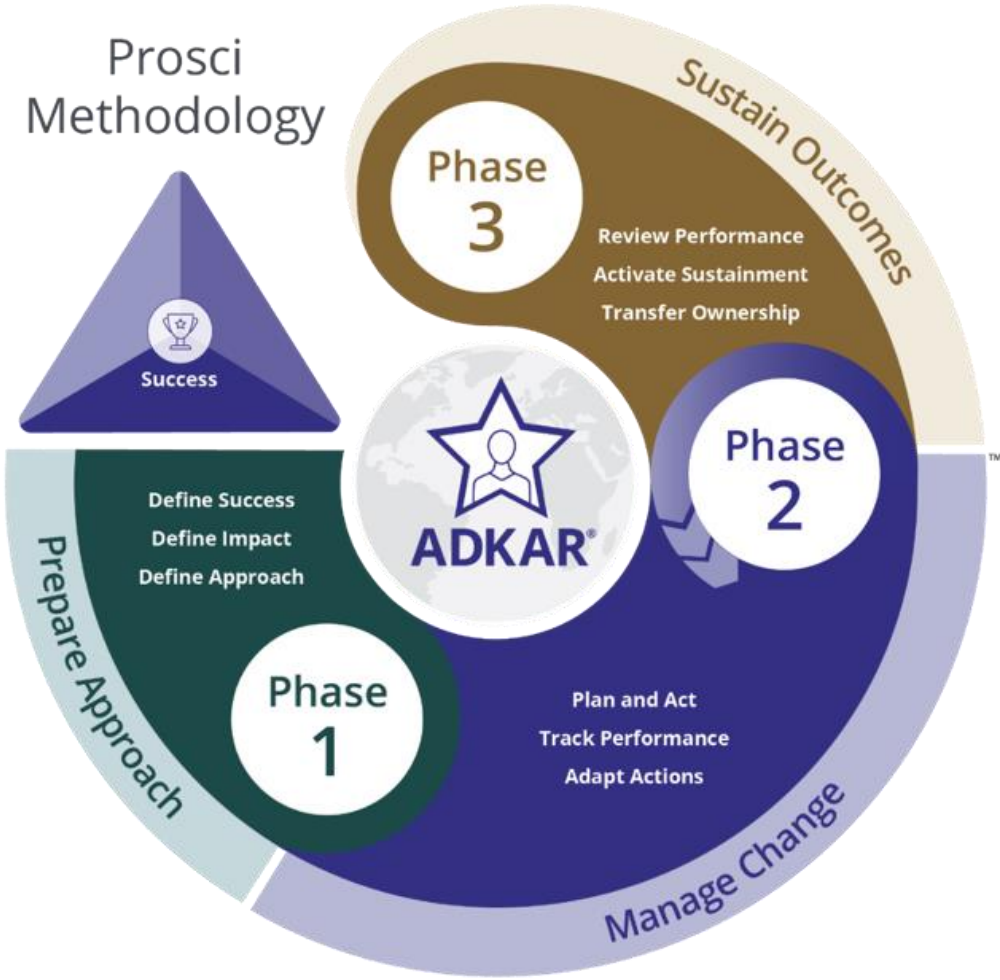 Prosci
Methodology
Success
Phase
1
Define Success
Define Impact
Define Approach
Prepare Approach
Phase
2
Plan and Act
Track Performance
Adapt Actions
Manage Change
Phase
3
Review Performance
Activate Sustainment
Transfer Ownership
Sustain Outcomes
ADKAR®
™